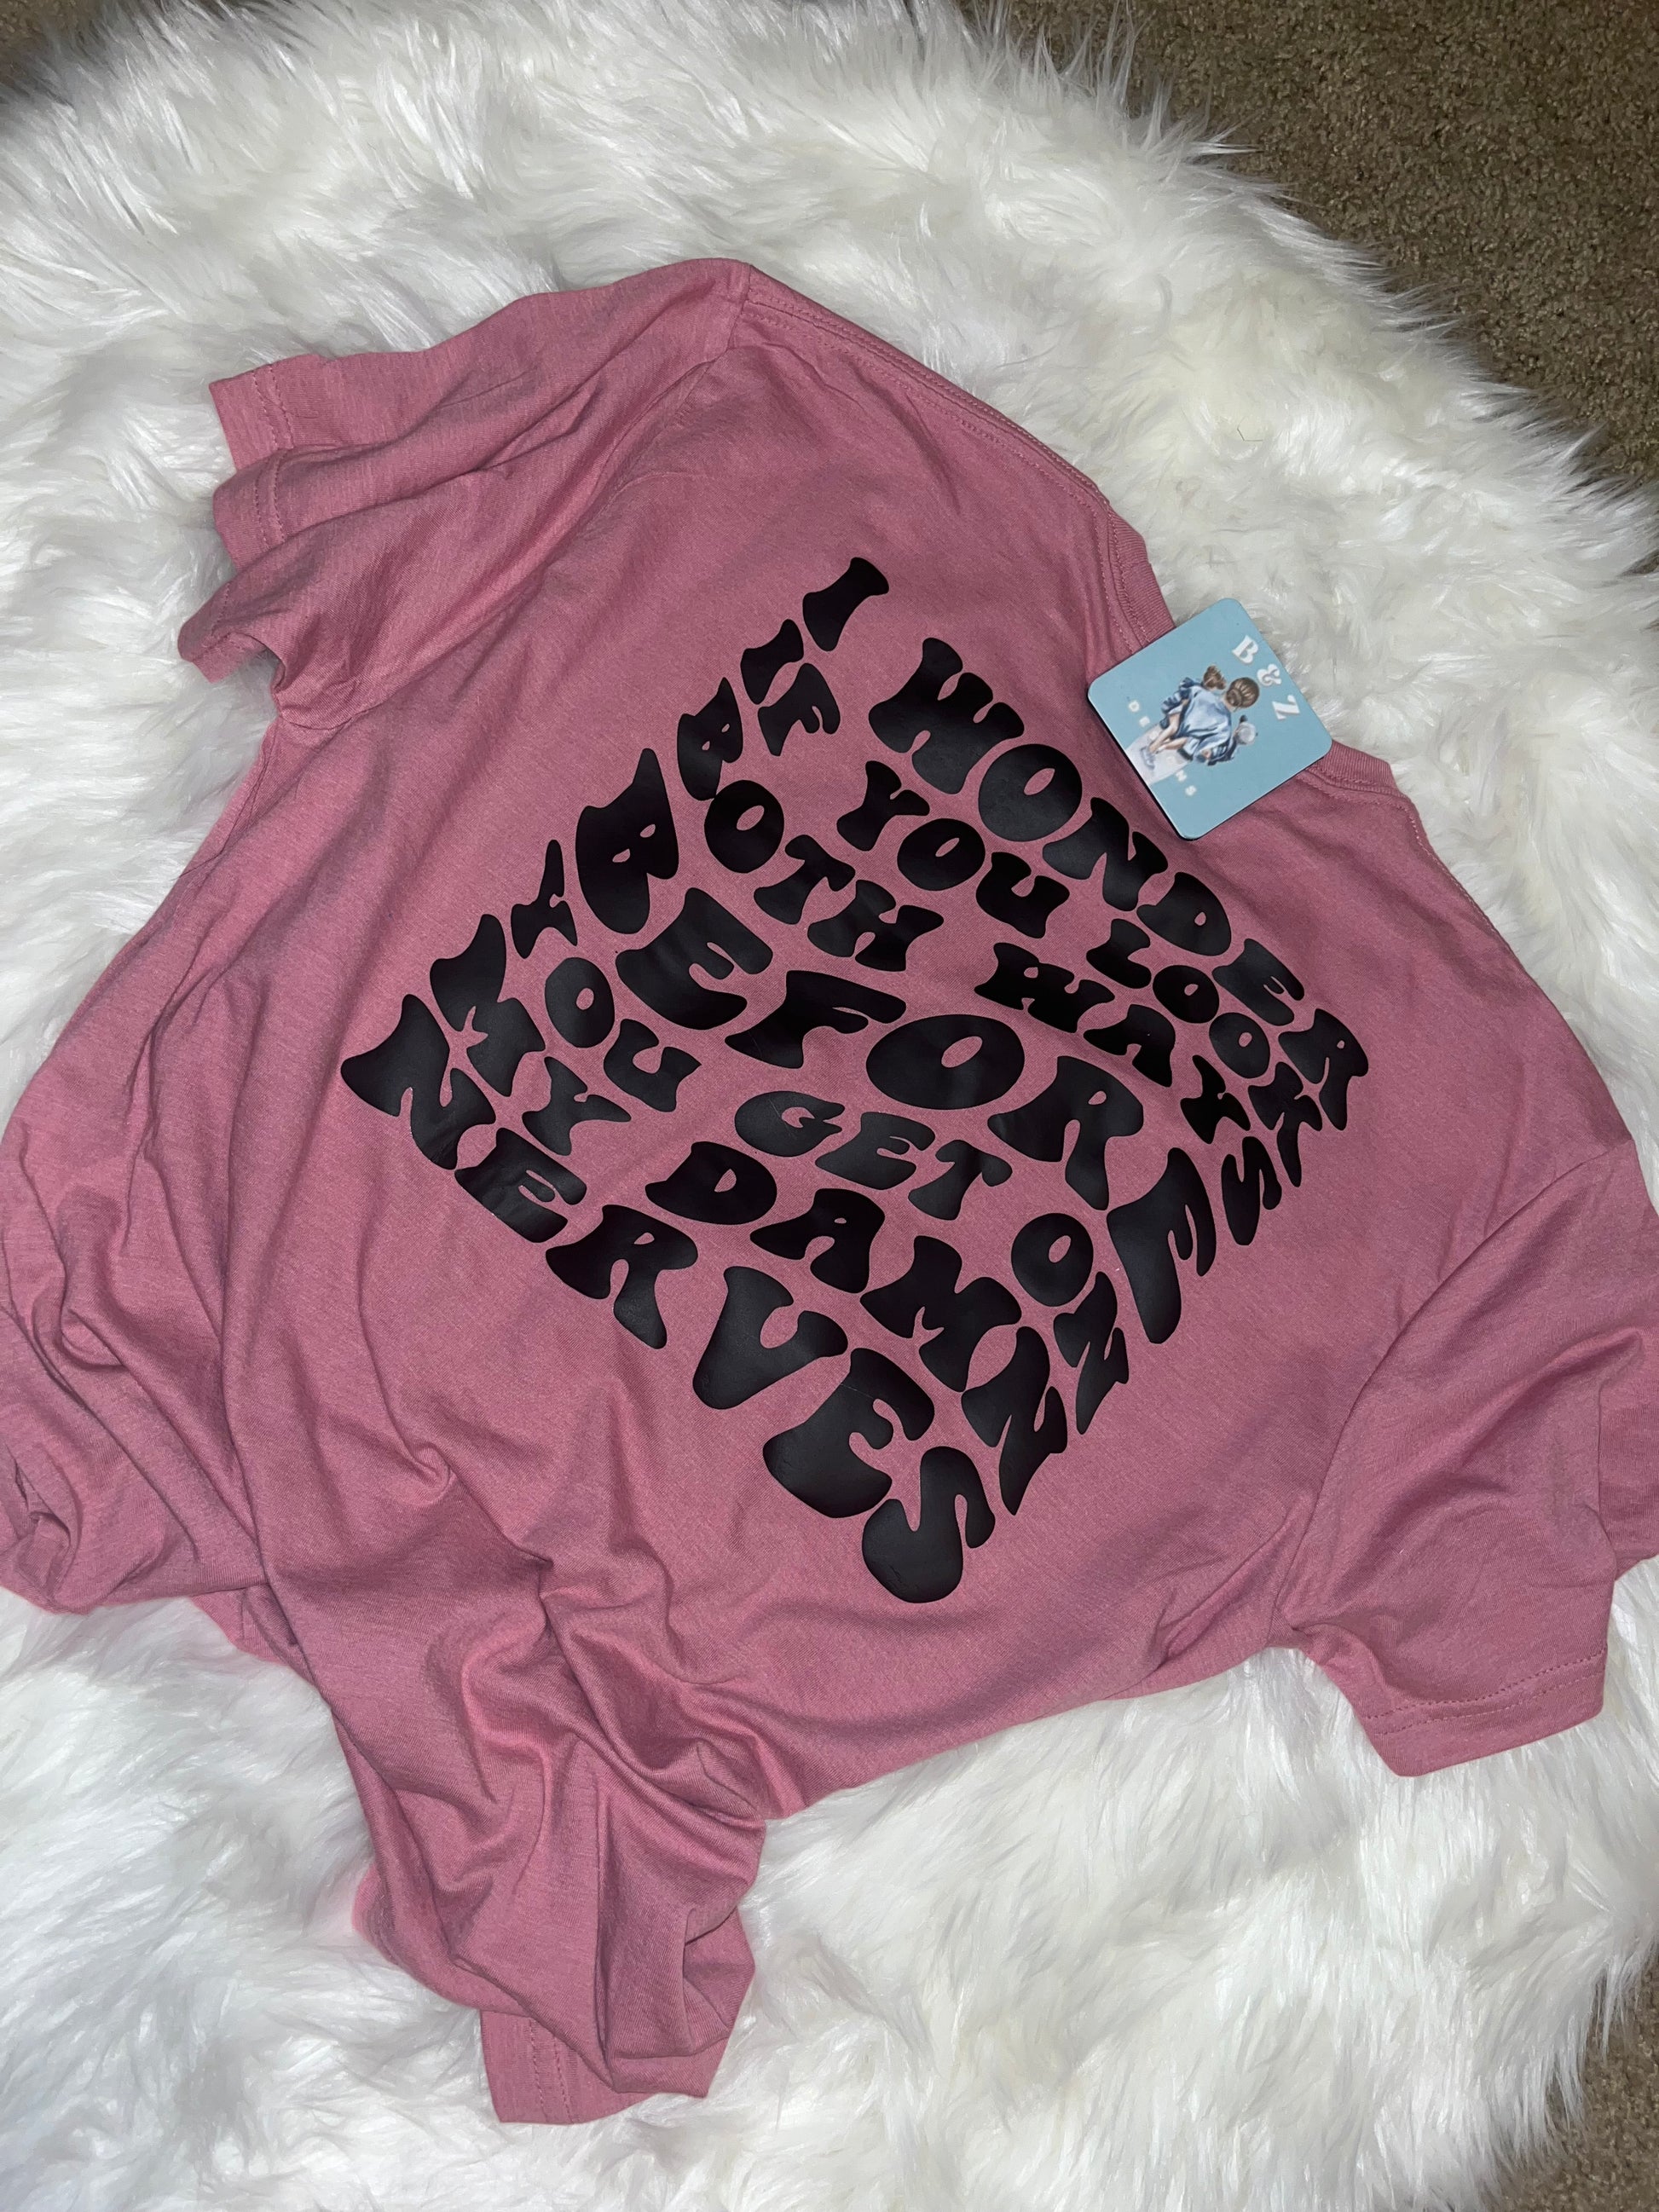 I WONDER
IF YOU LOOK
BOTH WAYS
BEFORE
YOU GET ON
MY DAMN
NERVES
B & Z